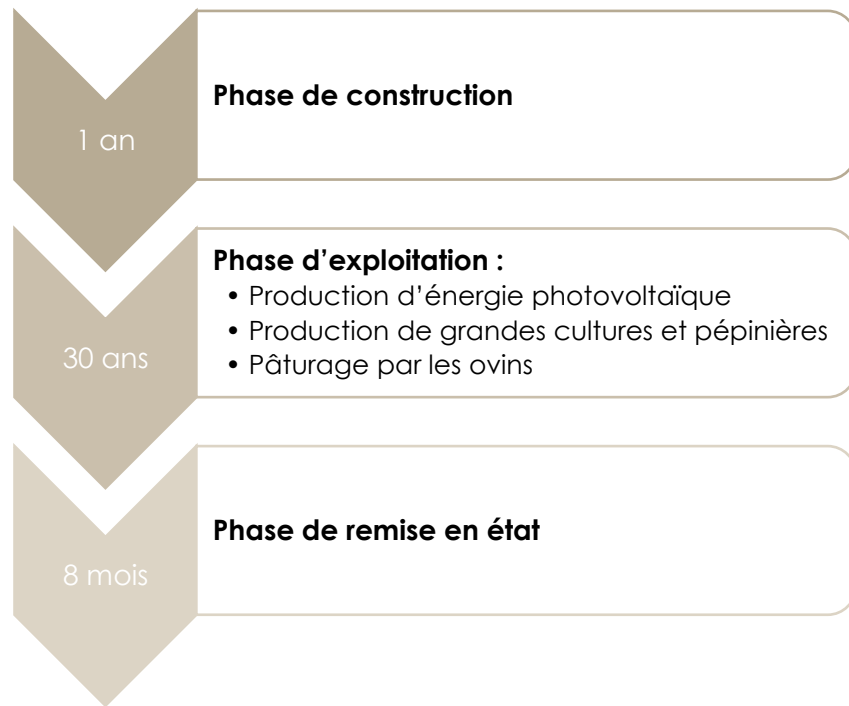 1 an
Phase de construction
30 ans
Phase d’exploitation :
• Production d’énergie photovoltaïque
• Production de grandes cultures et pépinières
• Pâturage par les ovins
8 mois
Phase de remise en état